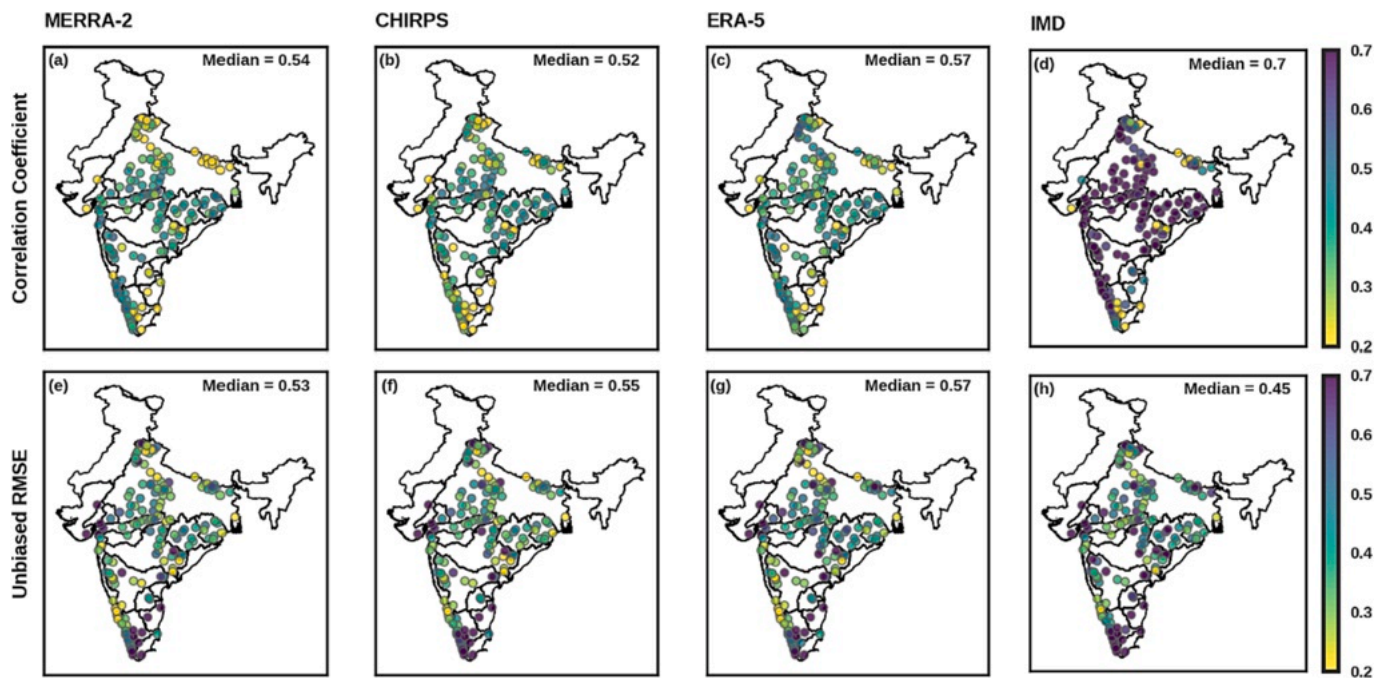 MERRA-2 CHIRPS ERA-5 IMD
Correlation Coefficient
(a) Median = 0.54
(b) Median = 0.52
(c) Median = 0.57
(d) Median = 0.7
0.7
0.6
0.5
0.4
0.3
0.2
Unbiased RMSE
(e) Median = 0.53
(f) Median = 0.55
(g) Median = 0.57
(h) Median = 0.45
0.7
0.6
0.5
0.4
0.3
0.2